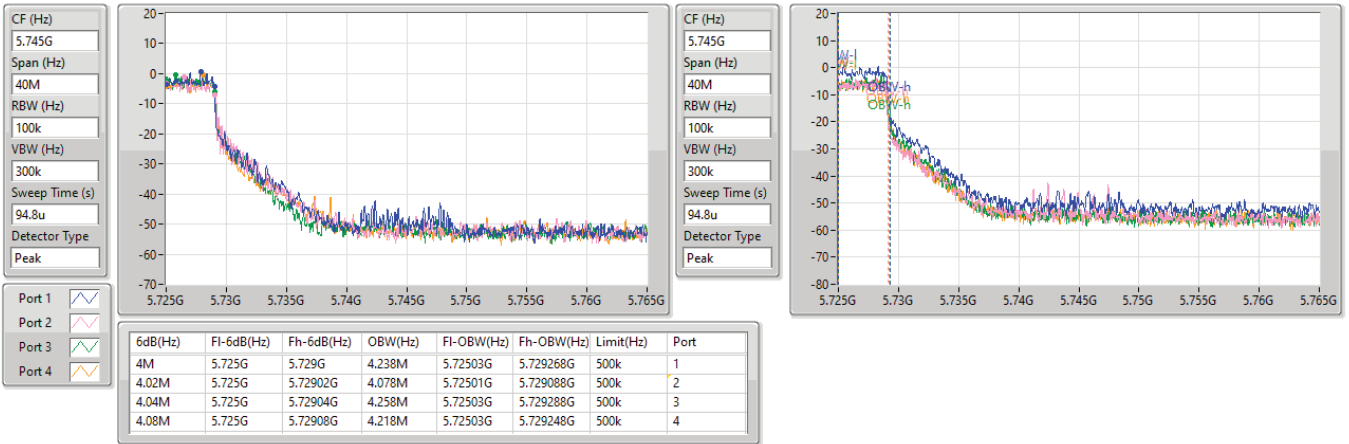 CF (Hz)
5.745G
Span (Hz)
40M
RBW (Hz)
100k
VBW (Hz)
300k
Sweep Time (s)
94.8u
Detector Type
Peak
20
10
0
-10
-20
-30
-40
-50
-60
-70
5.725G 5.73G 5.735G 5.74G 5.745G 5.75G 5.755G 5.76G 5.765G
CF (Hz)
5.745G
Span (Hz)
40M
RBW (Hz)
100k
VBW (Hz)
300k
Sweep Time (s)
94.8u
Detector Type
Peak
20
10
0
-10
-20
-30
-40
-50
-60
-70
-80
OBW-h
OBW-h
5.725G 5.73G 5.735G 5.74G 5.745G 5.75G 5.755G 5.76G 5.765G
Port 1
Port 2
Port 3
Port 4
6dB(Hz) Fl-6dB(Hz) Fh-6dB(Hz) OBW(Hz) Fl-OBW(Hz) Fh-OBW(Hz) Limit(Hz) Port
4M 5.725G 5.729G 4.238M 5.72503G 5.729268G 500k 1
4.02M 5.725G 5.72902G 4.078M 5.72501G 5.729088G 500k 2
4.04M 5.725G 5.72904G 4.258M 5.72503G 5.729288G 500k 3
4.08M 5.725G 5.72908G 4.218M 5.72503G 5.729248G 500k 4